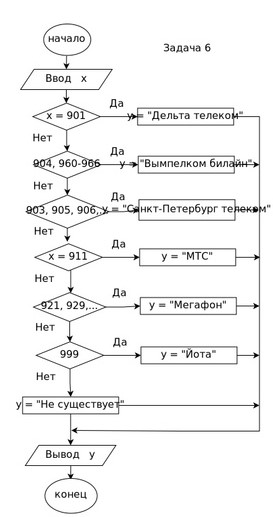 начало
Задача 6
Ввод x
Да
x = 901
y = "Дельта телеком"
Нет
Да
904, 960-966
y = "Вымпелком билайн"
Нет
Да
903, 905, 906,...
y = "Санкт-Петербург телеком"
Нет
Да
x = 911
y = "МТС"
Нет
Да
921, 929,...
y = "Мегафон"
Нет
Да
999
y = "Йота"
Нет
y = "Не существует"
Вывод y
конец